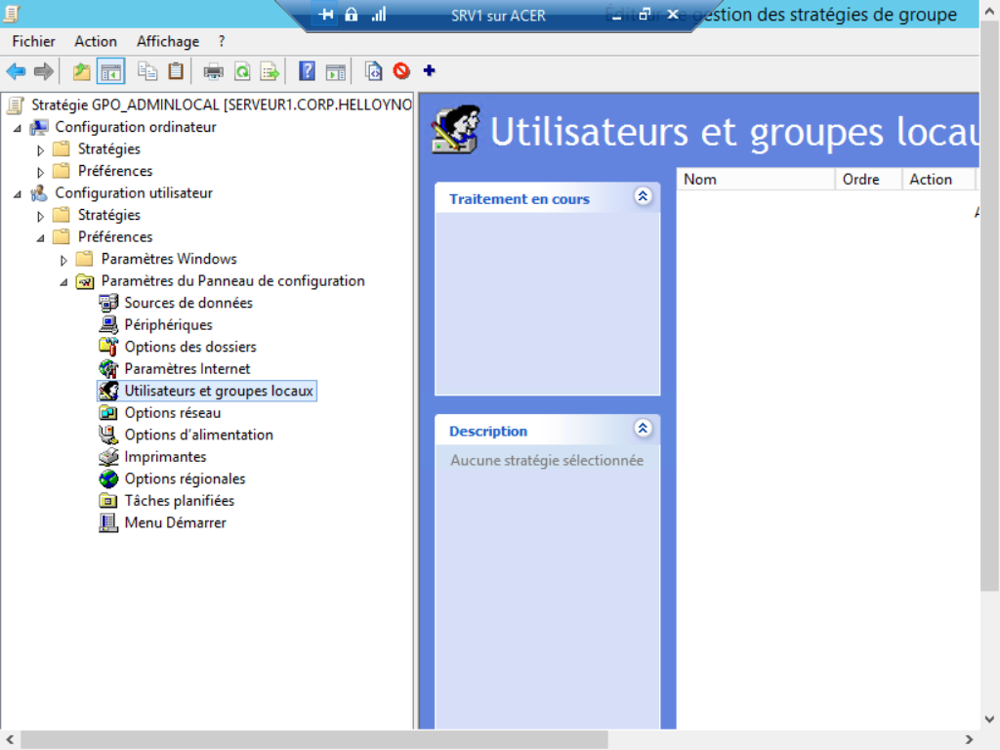 SRV1 sur ACER
Éditeur de gestion des stratégies de groupe
Fichier Action Affichage ?
Stratégie GPO_ADMINLOCAL [SERVEUR1.CORP.HELLOYNO
Configuration ordinateur
Stratégies
Préférences
Configuration utilisateur
Stratégies
Préférences
Paramètres Windows
Paramètres du Panneau de configuration
Sources de données
Périphériques
Options des dossiers
Paramètres Internet
Utilisateurs et groupes locaux
Options réseau
Options d'alimentation
Imprimantes
Options régionales
Tâches planifiées
Menu Démarrer
Utilisateurs et groupes locau
Traitement en cours
Description
Aucune stratégie sélectionnée
Nom Ordre Action